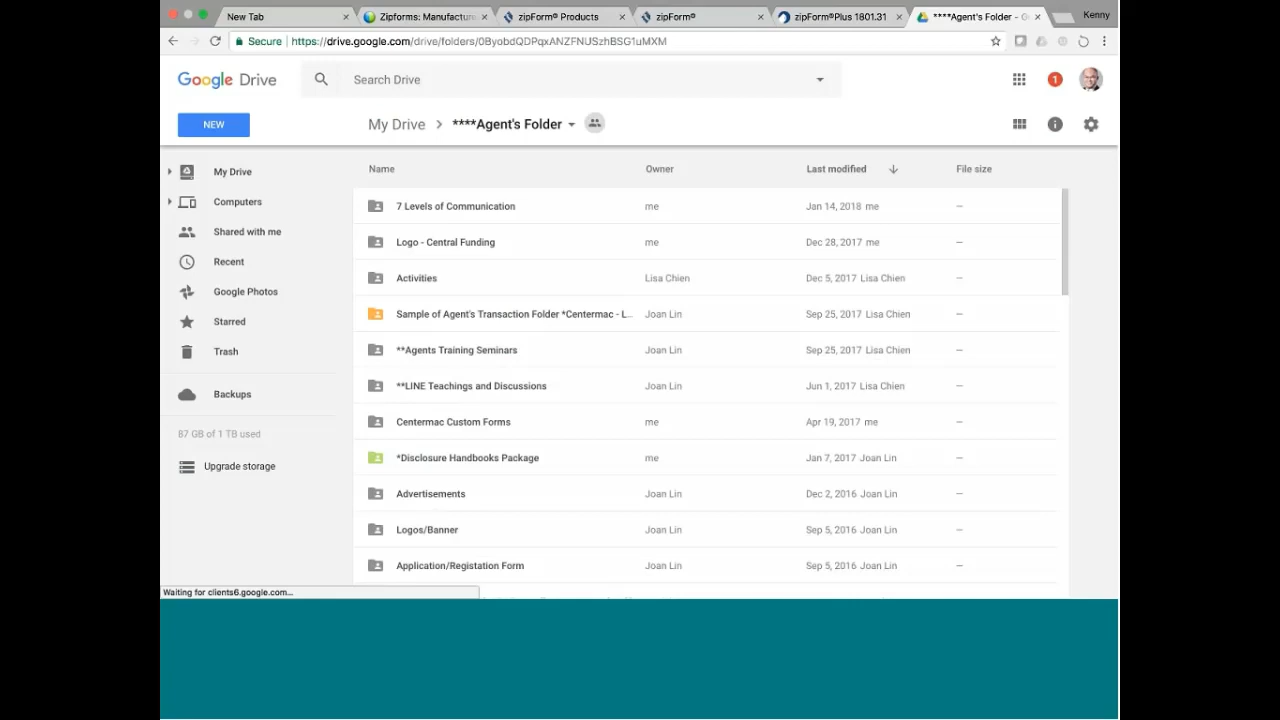 New Tab
Zipforms: Manufactur
zipForm® Products
zipForm®
zipForm®Plus 1801.31
****Agent's Folder - G
Kenny
Secure
https://drive.google.com/drive/folders/0ByobdQDPqxANZFNUSzhBSG1uMXM
Google Drive
Search Drive
1
NEW
My Drive
****Agent's Folder
My Drive
Computers
Shared with me
Recent
Google Photos
Starred
Trash
Backups
87 GB of 1 TB used
Upgrade storage
Name Owner Last modified File size
7 Levels of Communication me Jan 14, 2018 me –
Logo - Central Funding me Dec 28, 2017 me –
Activities Lisa Chien Dec 5, 2017 Lisa Chien –
Sample of Agent's Transaction Folder *Centermac - L... Joan Lin Sep 25, 2017 Lisa Chien –
**Agents Training Seminars Joan Lin Sep 25, 2017 Lisa Chien –
**LINE Teachings and Discussions Joan Lin Jun 1, 2017 Lisa Chien –
Centermac Custom Forms me Apr 19, 2017 me –
*Disclosure Handbooks Package me Jan 7, 2017 Joan Lin –
Advertisements Joan Lin Dec 2, 2016 Joan Lin –
Logos/Banner Joan Lin Sep 5, 2016 Joan Lin –
Application/Registation Form Joan Lin Sep 5, 2016 Joan Lin –
Waiting for clients6.google.com...